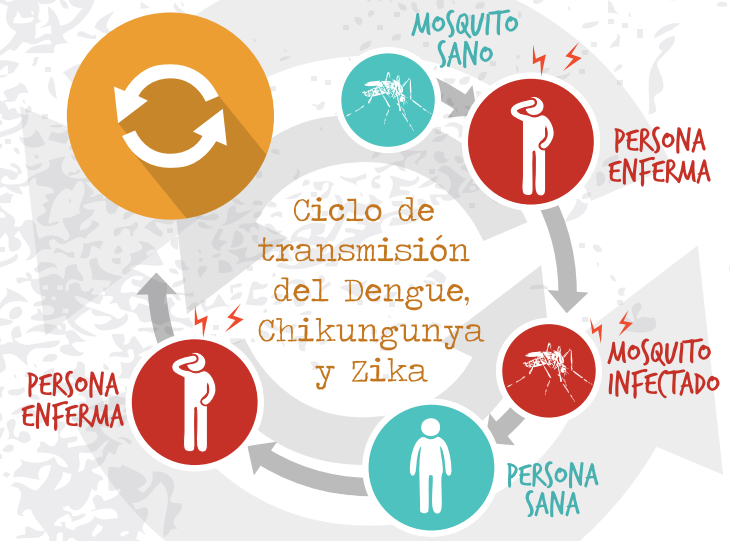 MOSQUITO
SANO
PERSONA
ENFERMA
Ciclo de
transmisión
del Dengue,
Chikungunya
y Zika
MOSQUITO
INFECTADO
PERSONA
ENFERMA
PERSONA
SANA